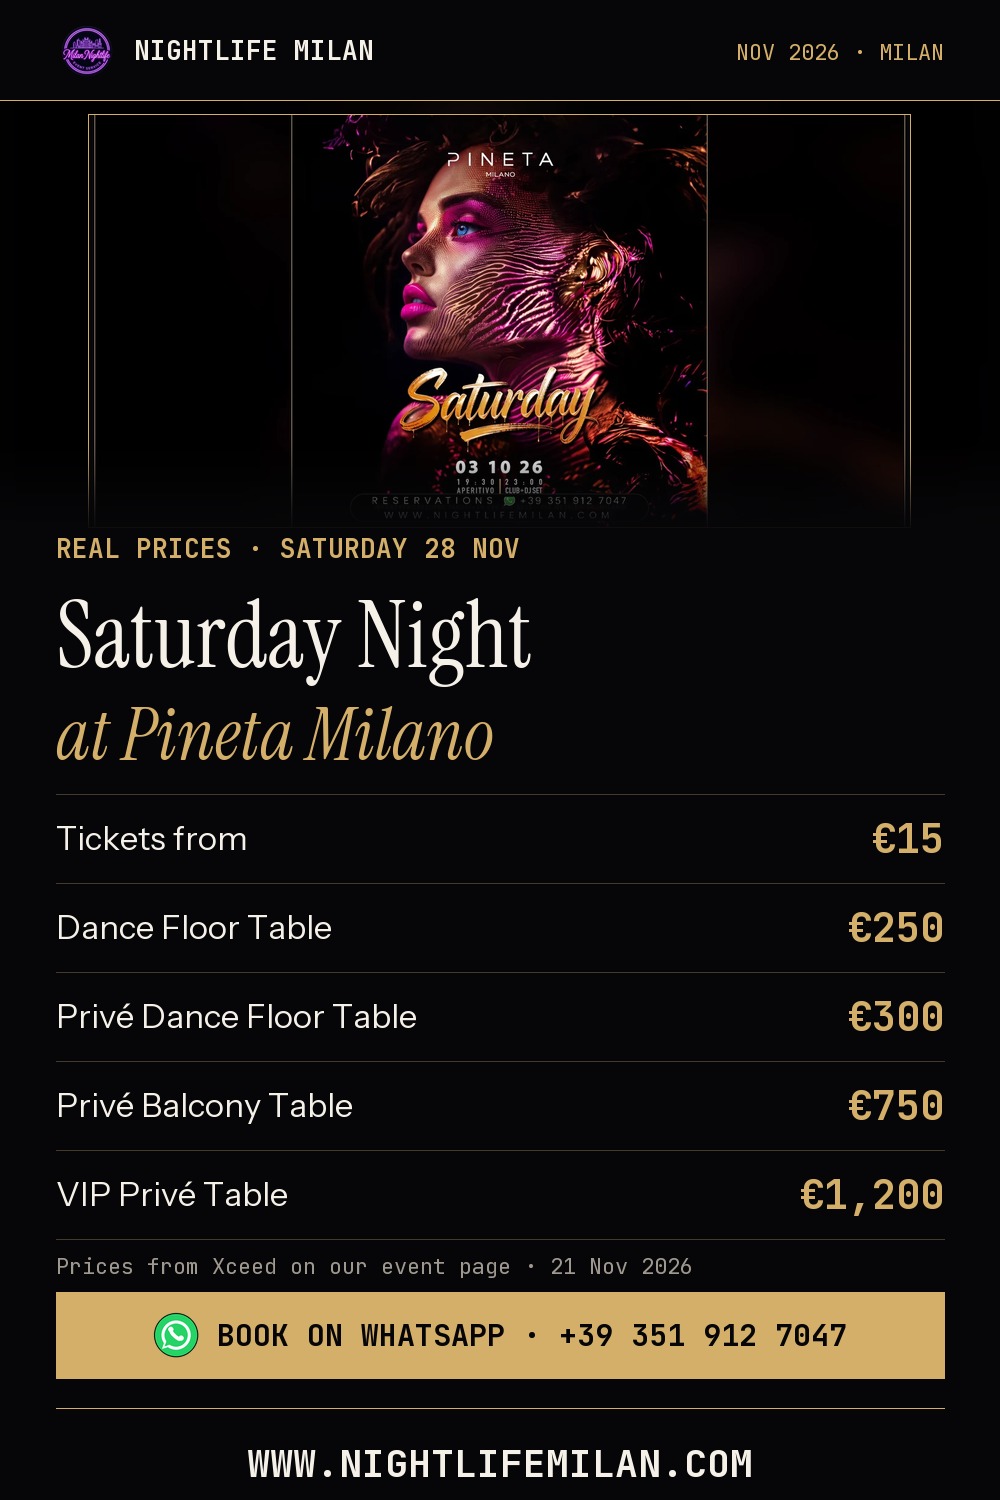 Milan Nightlife
NIGHTLIFE MILAN
NOV 2026 · MILAN
PINETA
MILANO
Saturday
03 10 26
19:30 | 23:00
APERITIVO | CLUB•DJSET
RESERVATIONS +39 351 912 7047
WWW.NIGHTLIFEMILAN.COM
REAL PRICES · SATURDAY 28 NOV
Saturday Night
at Pineta Milano
Tickets from €15
Dance Floor Table €250
Privé Dance Floor Table €300
Privé Balcony Table €750
VIP Privé Table €1,200
Prices from Xceed on our event page · 21 Nov 2026
BOOK ON WHATSAPP · +39 351 912 7047
WWW.NIGHTLIFEMILAN.COM